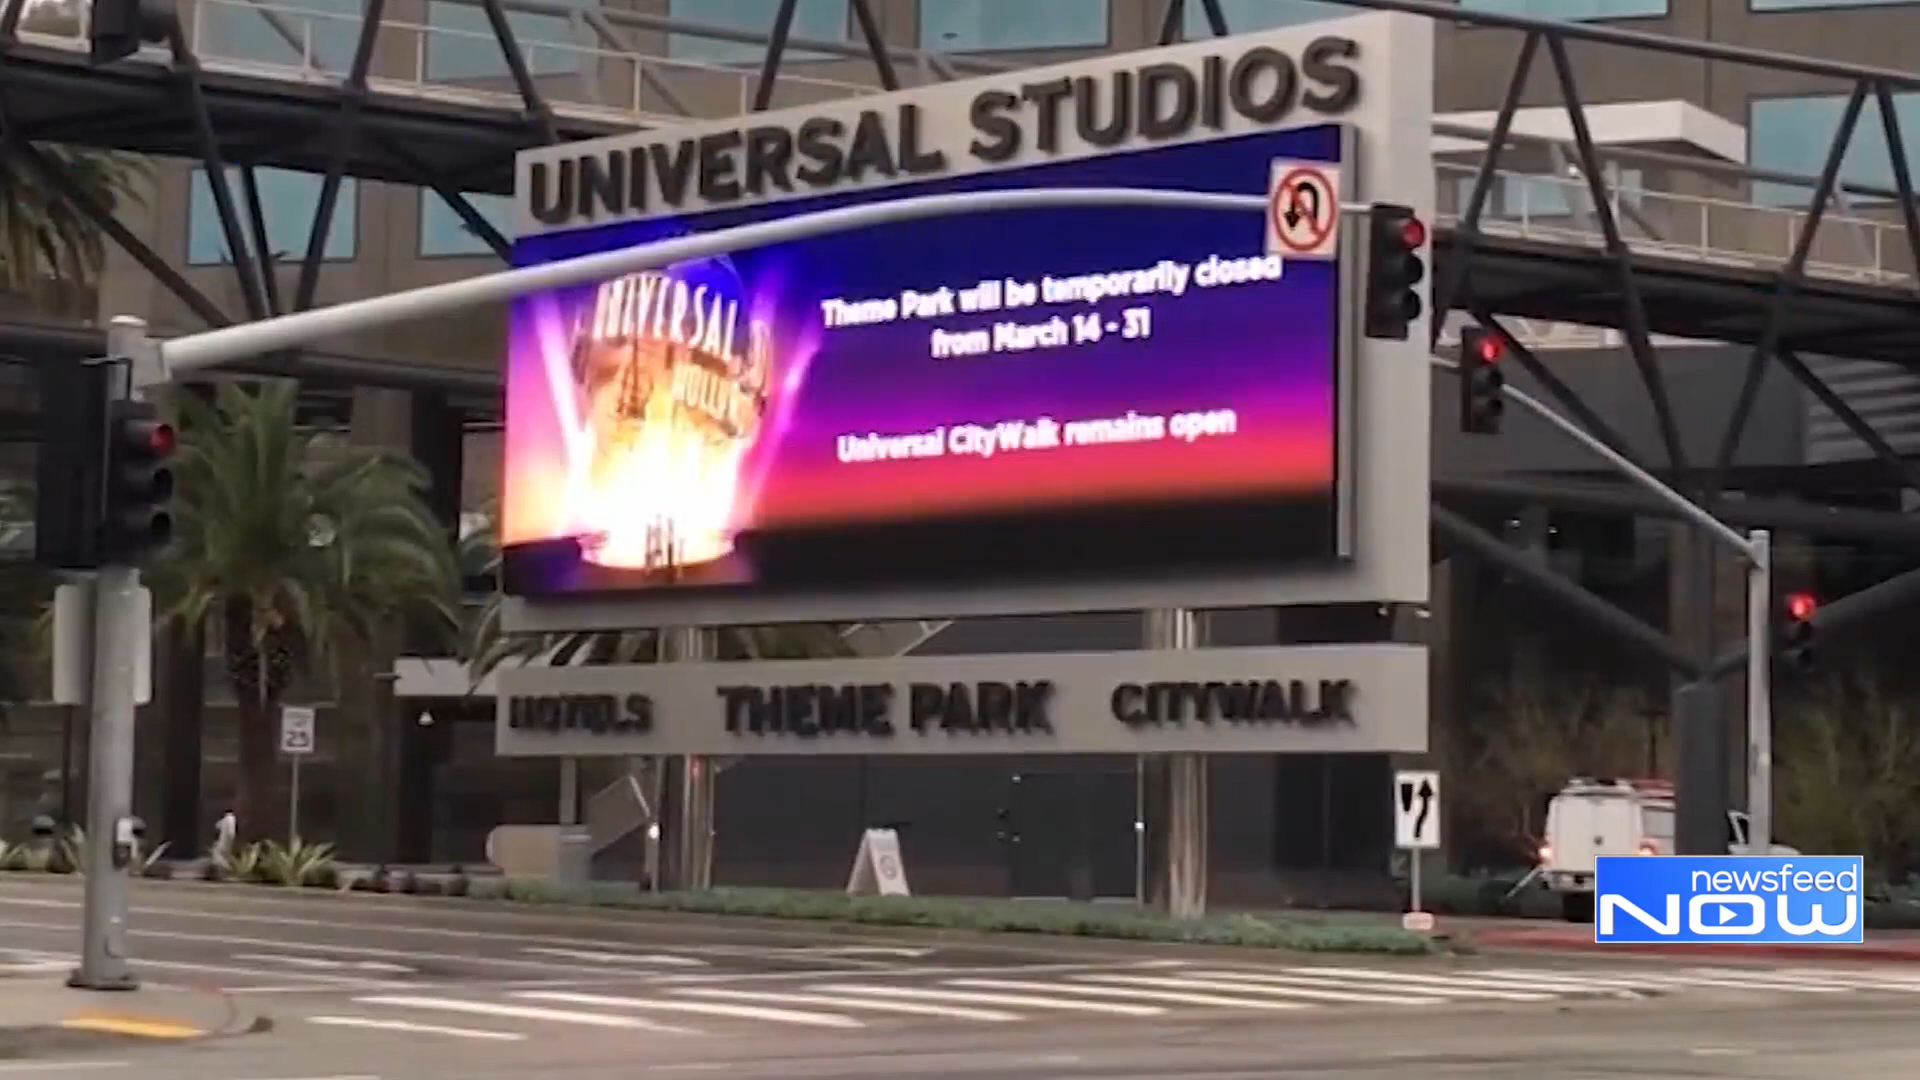 UNIVERSAL STUDIOS
UNIVERSAL
Theme Park will be temporarily closed
from March 14 - 31
Universal CityWalk remains open
HOTELS THEME PARK CITYWALK
25
newsfeed
NOW